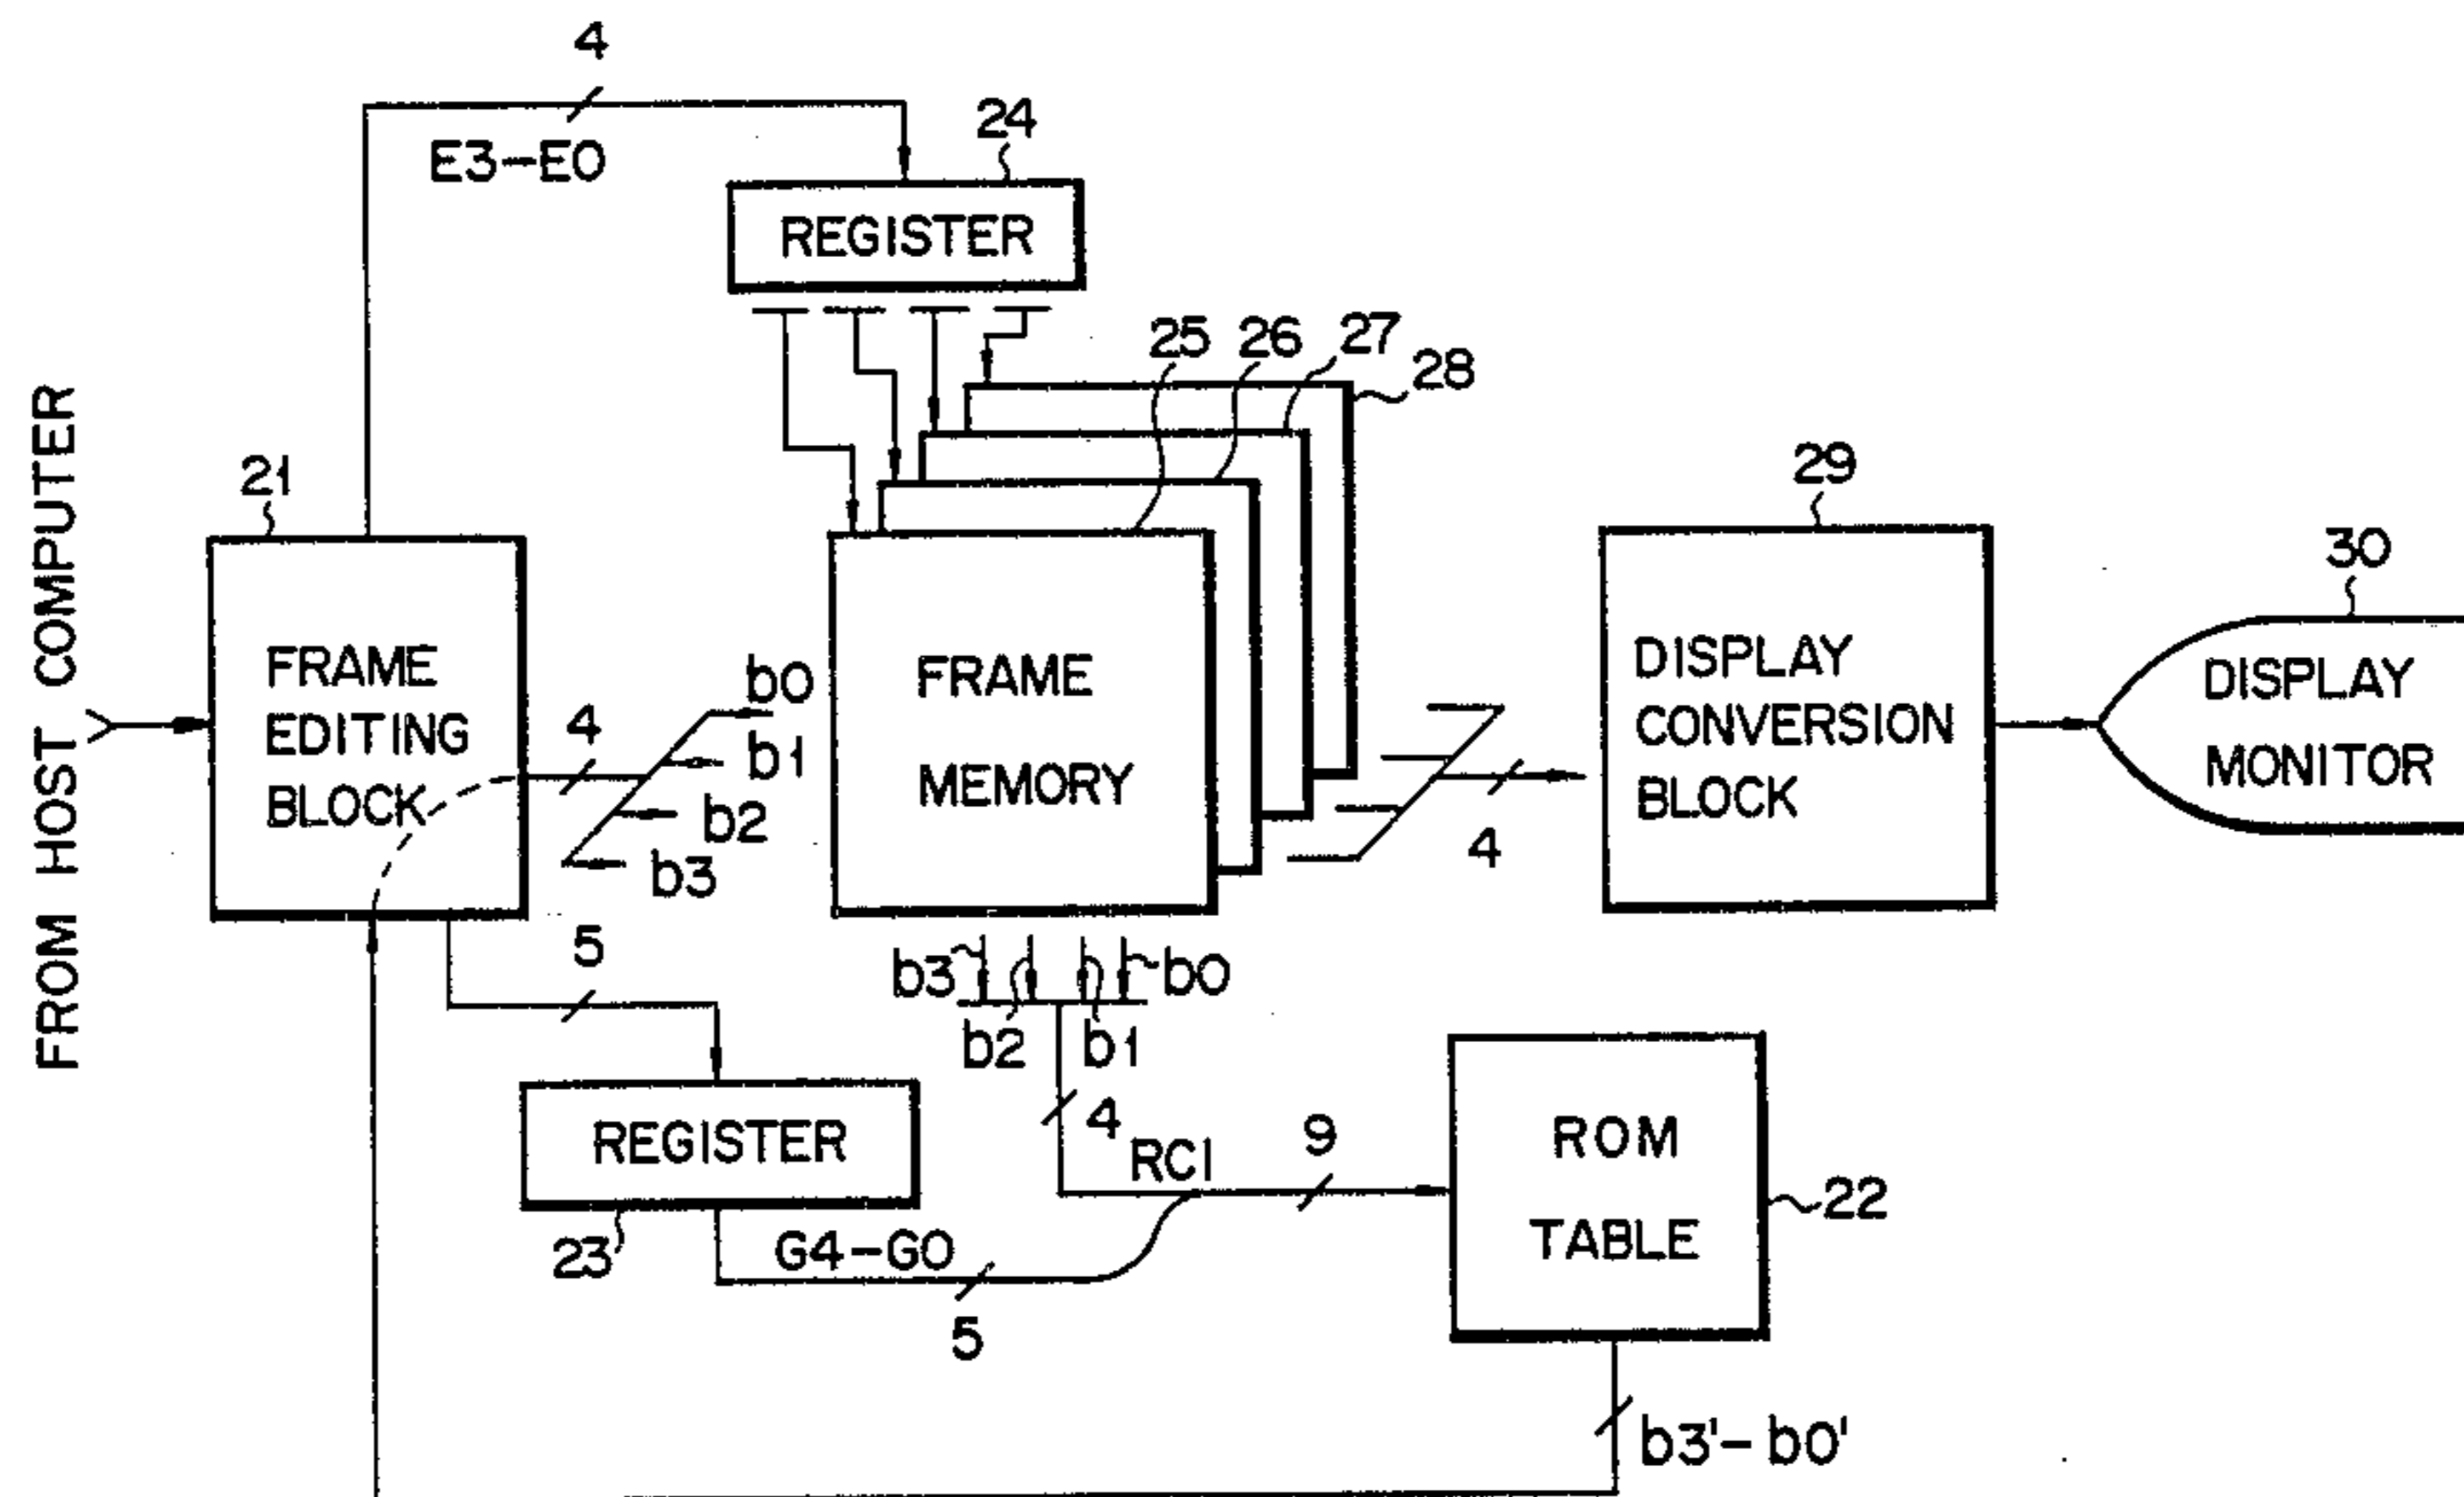 4
E3-E0
24
REGISTER
25
26
27
28
FROM HOST COMPUTER
21
FRAME
EDITING
BLOCK
4
b0
b1
b2
b3
FRAME
MEMORY
4
29
DISPLAY
CONVERSION
BLOCK
30
DISPLAY
MONITOR
5
b3
b0
b2
b1
REGISTER
23
4
RC1
9
G4-G0
5
ROM
TABLE
22
b3'-b0'